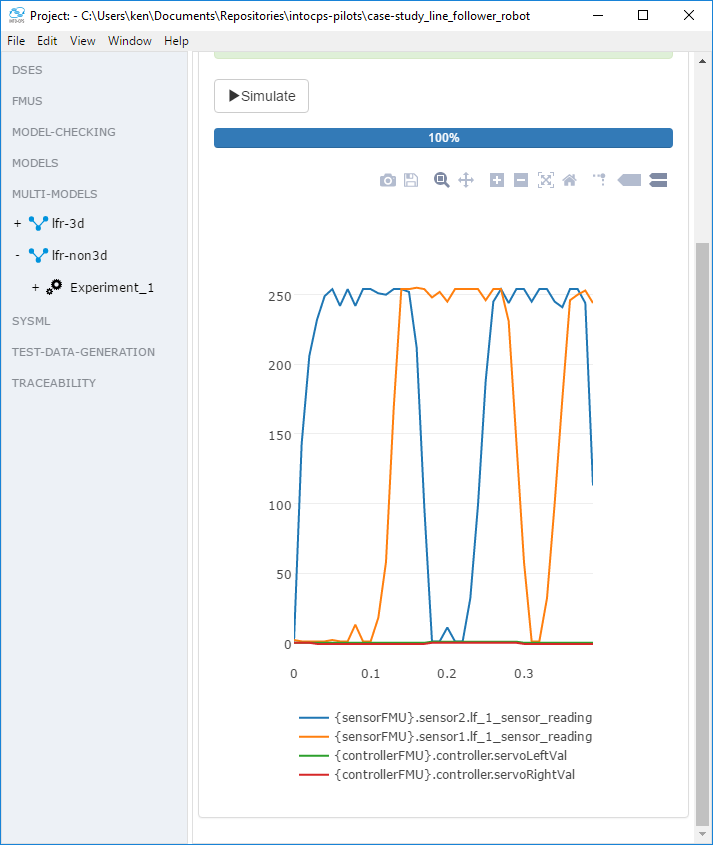 Project: - C:\Users\ken\Documents\Repositories\intocps-pilots\case-study_line_follower_robot
File Edit View Window Help
DSES
FMUS
MODEL-CHECKING
MODELS
MULTI-MODELS
+ lfr-3d
- lfr-non3d
+ Experiment_1
SYSML
TEST-DATA-GENERATION
TRACEABILITY
Simulate
100%
250
200
150
100
50
0
0 0.1 0.2 0.3
{sensorFMU}.sensor2.lf_1_sensor_reading
{sensorFMU}.sensor1.lf_1_sensor_reading
{controllerFMU}.controller.servoLeftVal
{controllerFMU}.controller.servoRightVal